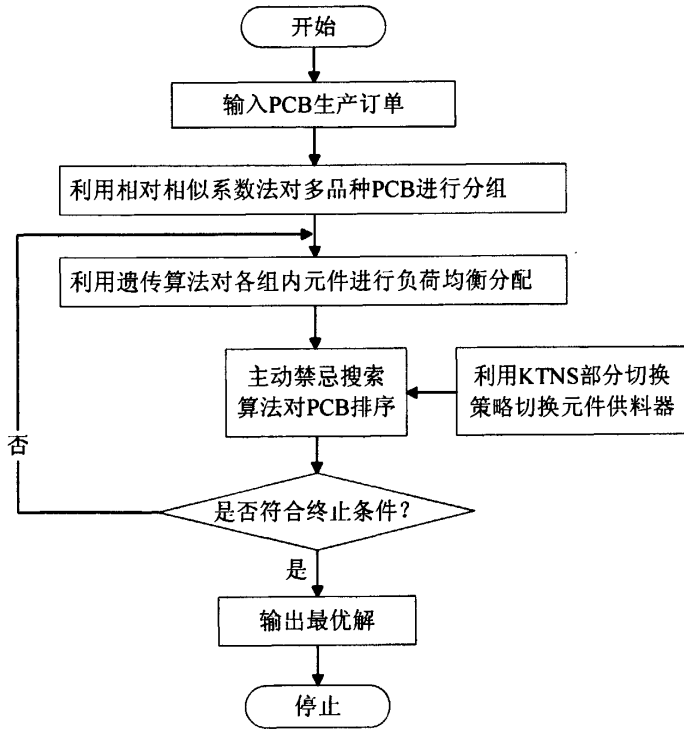 开始
输入PCB生产订单
利用相对相似系数法对多品种PCB进行分组
利用遗传算法对各组内元件进行负荷均衡分配
主动禁忌搜索
算法对PCB排序
利用KTNS部分切换
策略切换元件供料器
否
是否符合终止条件？
是
输出最优解
停止